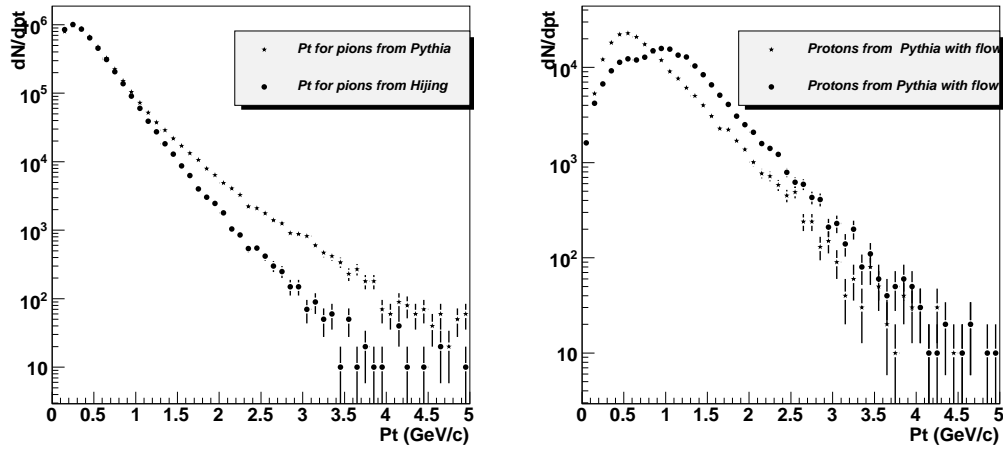 dN/dpt
10^6
10^5
10^4
10^3
10^2
10
0 0.5 1 1.5 2 2.5 3 3.5 4 4.5 5
Pt (GeV/c)
Pt for pions from Pythia
Pt for pions from Hijing
dN/dpt
10^4
10^3
10^2
10
0 0.5 1 1.5 2 2.5 3 3.5 4 4.5 5
Pt (GeV/c)
Protons from Pythia with flow
Protons from Pythia with flow